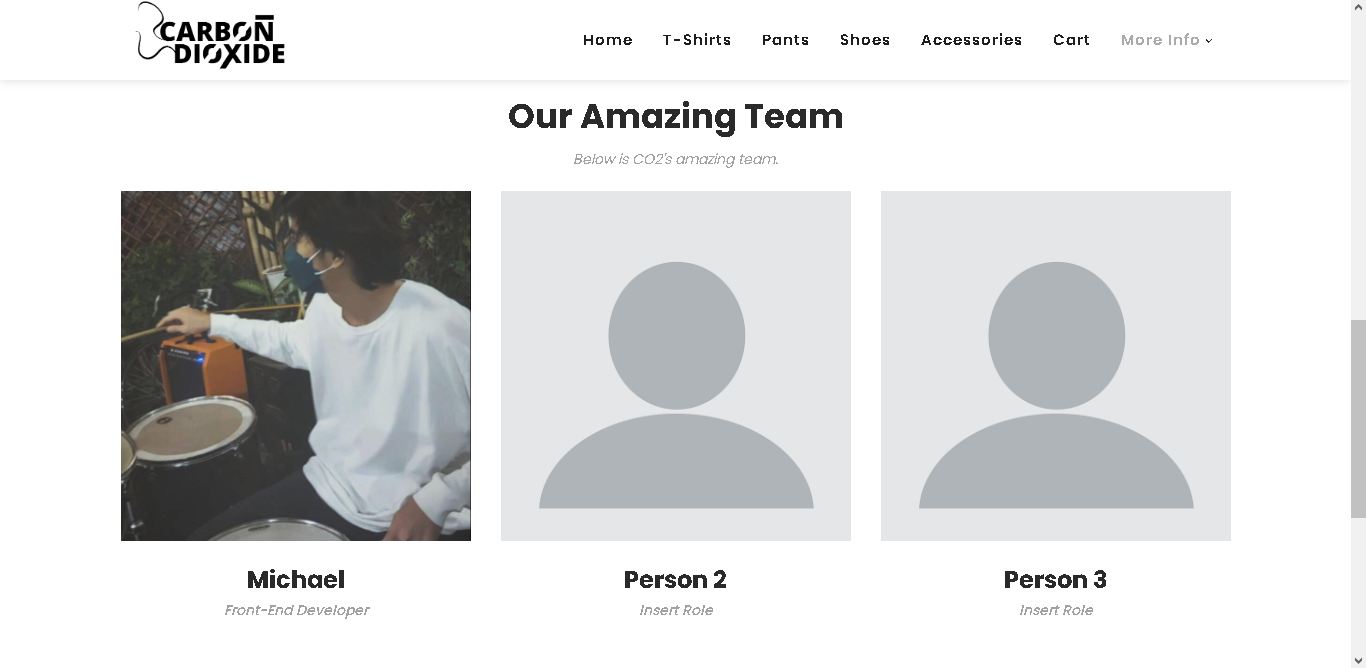 CARBON
DIOXIDE
Home T-Shirts Pants Shoes Accessories Cart More Info
Our Amazing Team
Below is CO2's amazing team.
Michael Person 2 Person 3
Front-End Developer Insert Role Insert Role